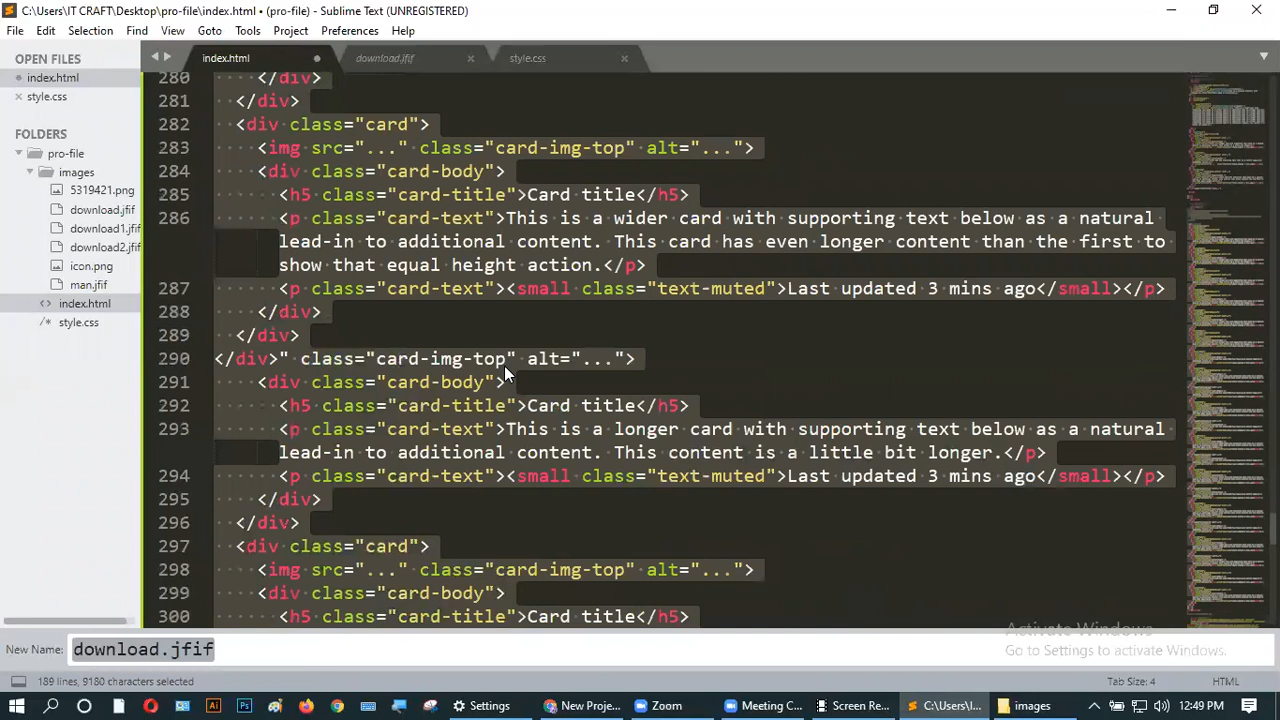 C:\Users\IT CRAFT\Desktop\pro-file\index.html • (pro-file) - Sublime Text (UNREGISTERED)
File Edit Selection Find View Goto Tools Project Preferences Help
OPEN FILES
index.html
style.css
FOLDERS
pro-file
images
5319421.png
download.jfif
download1.jfif
download2.jfif
icon.png
man.jfif
index.html
style.css
index.html download.jfif style.css
280 </div>
281 </div>
282 <div class="card">
283 <img src="..." class="card-img-top" alt="...">
284 <div class="card-body">
285 <h5 class="card-title">Card title</h5>
286 <p class="card-text">This is a wider card with supporting text below as a natural
lead-in to additional content. This card has even longer content than the first to
show that equal height action.</p>
287 <p class="card-text"><small class="text-muted">Last updated 3 mins ago</small></p>
288 </div>
289 </div>
290 </div>" class="card-img-top" alt="...">
291 <div class="card-body">
292 <h5 class="card-title">Card title</h5>
293 <p class="card-text">This is a longer card with supporting text below as a natural
lead-in to additional content. This content is a little bit longer.</p>
294 <p class="card-text"><small class="text-muted">Last updated 3 mins ago</small></p>
295 </div>
296 </div>
297 <div class="card">
298 <img src="..." class="card-img-top" alt="...">
299 <div class="card-body">
300 <h5 class="card-title">Card title</h5>
Activate Windows
Go to Settings to activate Windows.
New Name: download.jfif
189 lines, 9180 characters selected
Tab Size: 4
HTML
Settings
New Proje...
Zoom
Meeting C...
Screen Re...
C:\Users\I...
images
12:49 PM